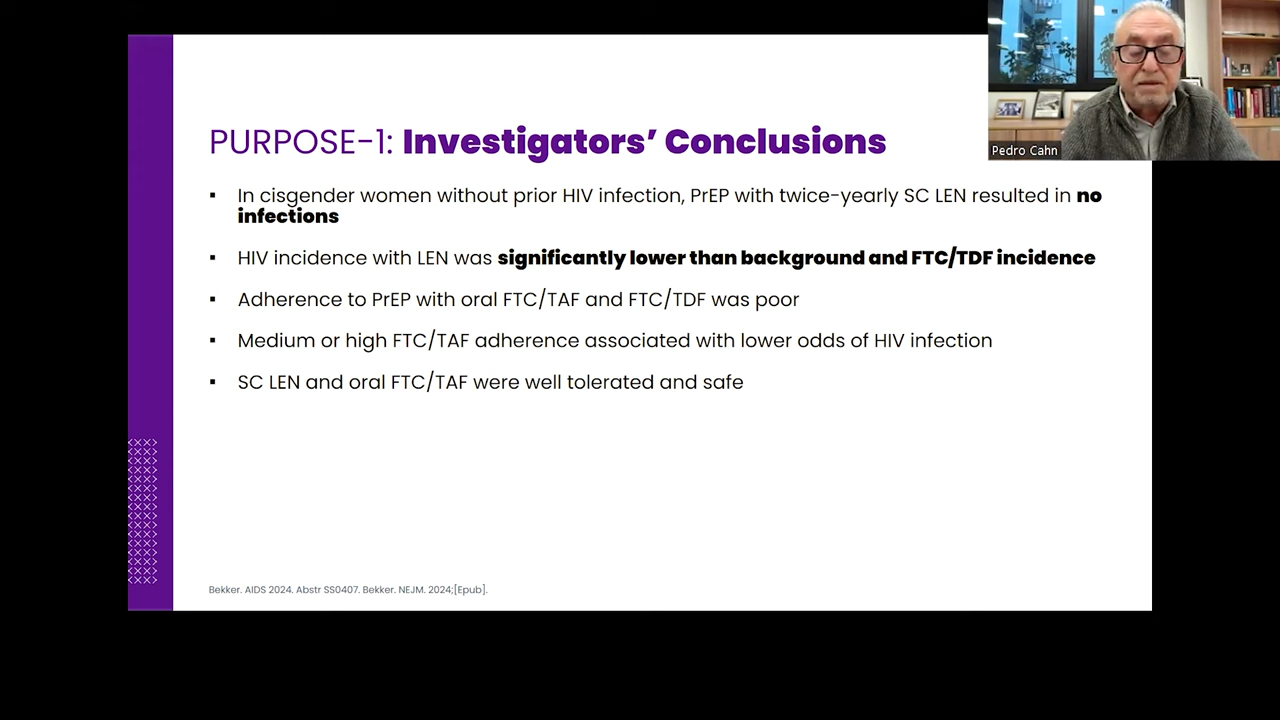 Pedro Cahn
PURPOSE-1: Investigators' Conclusions
▪ In cisgender women without prior HIV infection, PrEP with twice-yearly SC LEN resulted in no
infections
▪ HIV incidence with LEN was significantly lower than background and FTC/TDF incidence
▪ Adherence to PrEP with oral FTC/TAF and FTC/TDF was poor
▪ Medium or high FTC/TAF adherence associated with lower odds of HIV infection
▪ SC LEN and oral FTC/TAF were well tolerated and safe
Bekker. AIDS 2024. Abstr SS0407. Bekker. NEJM. 2024;[Epub].